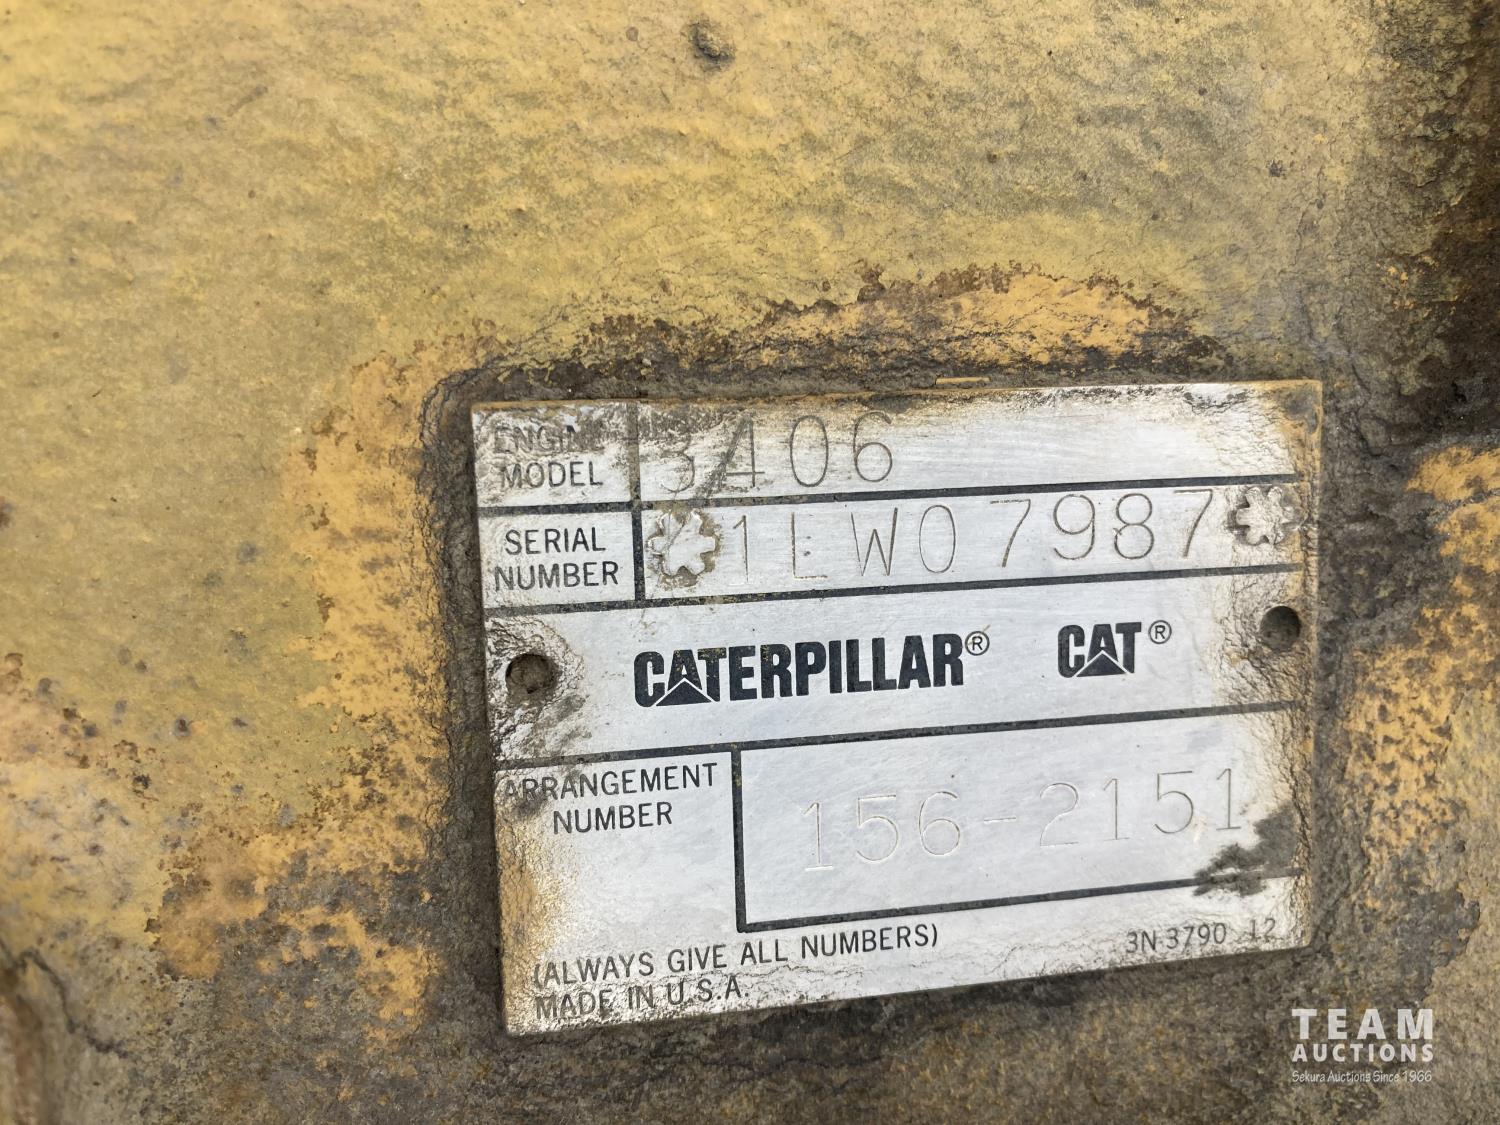 ENGINE
MODEL
3406
SERIAL
NUMBER
1LW07987
CATERPILLAR® CAT®
ARRANGEMENT
NUMBER
156-2151
(ALWAYS GIVE ALL NUMBERS)
3N3790 12
MADE IN U.S.A.
TEAM
AUCTIONS
Sekura Auctions Since 1966